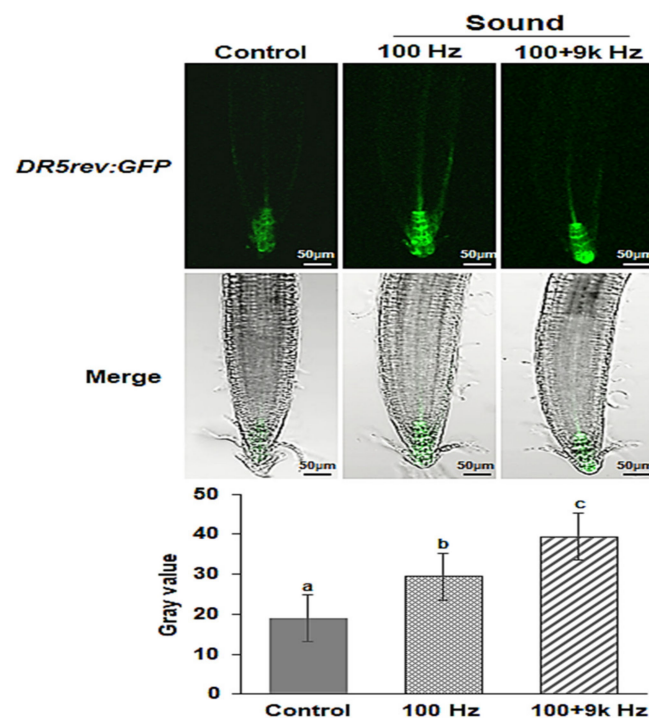 Sound
Control 100 Hz 100+9k Hz
DR5rev:GFP
50µm 50µm 50µm
Merge
50µm 50µm 50µm
Gray value
50
40
30
20
10
0
a b c
Control 100 Hz 100+9k Hz